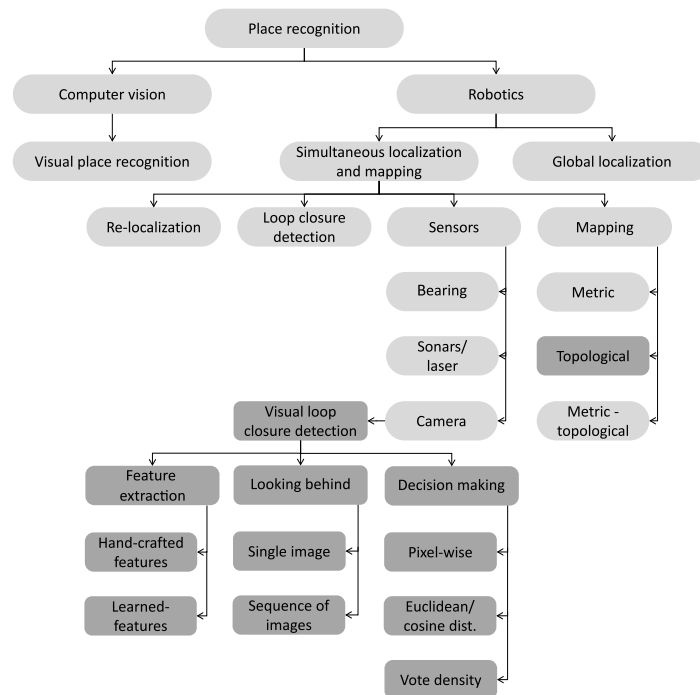 Place recognition
Computer vision
Robotics
Visual place recognition
Simultaneous localization
and mapping
Global localization
Re-localization
Loop closure
detection
Sensors
Mapping
Bearing
Metric
Sonars/
laser
Topological
Visual loop
closure detection
Camera
Metric -
topological
Feature
extraction
Looking behind
Decision making
Hand-crafted
features
Single image
Pixel-wise
Learned-
features
Sequence of
images
Euclidean/
cosine dist.
Vote density